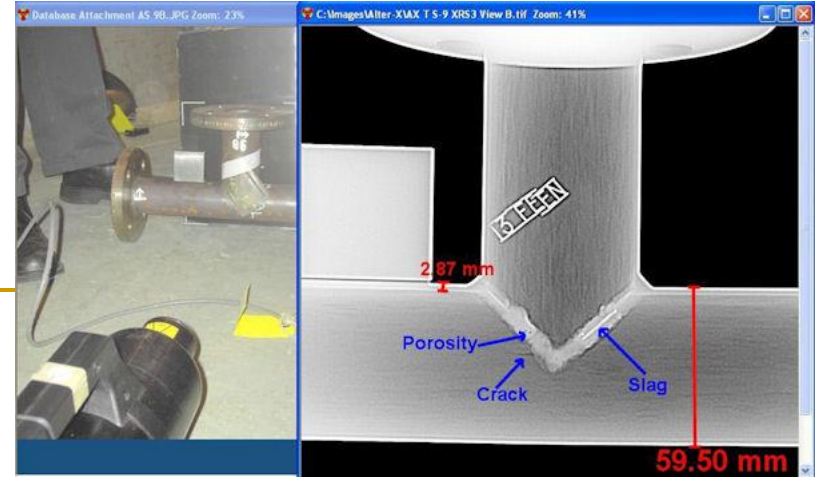 Database Attachment AS 9B..JPG Zoom: 23%
C:\Images\Alter-X\AX T S-9 XRS3 View B.tif Zoom: 41%
2.87 mm
Porosity
Crack
Slag
59.50 mm